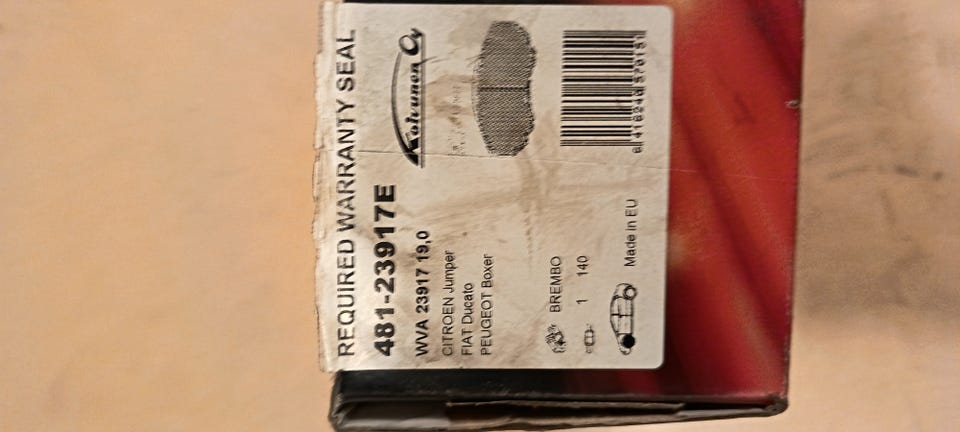 REQUIRED WARRANTY SEAL
481-23917E
Koivunen Oy
WVA 23917 19,0
CITROEN Jumper
FIAT Ducato
PEUGEOT Boxer
BREMBO
1 140
Made in EU